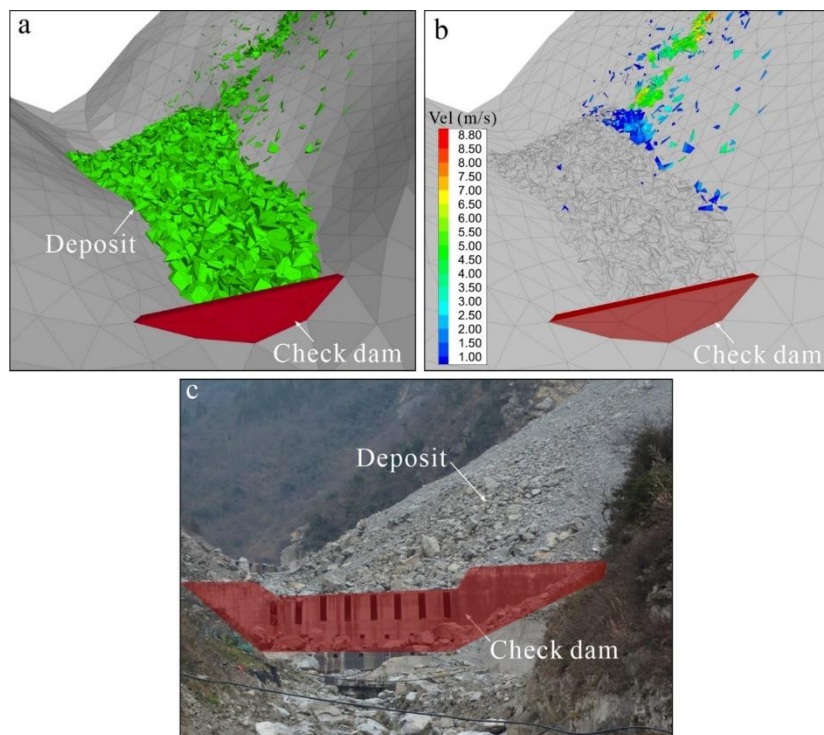 a
Deposit
Check dam
b
Vel (m/s)
8.80
8.50
8.00
7.50
7.00
6.50
6.00
5.50
5.00
4.50
4.00
3.50
3.00
2.50
2.00
1.50
1.00
Check dam
c
Deposit
Check dam